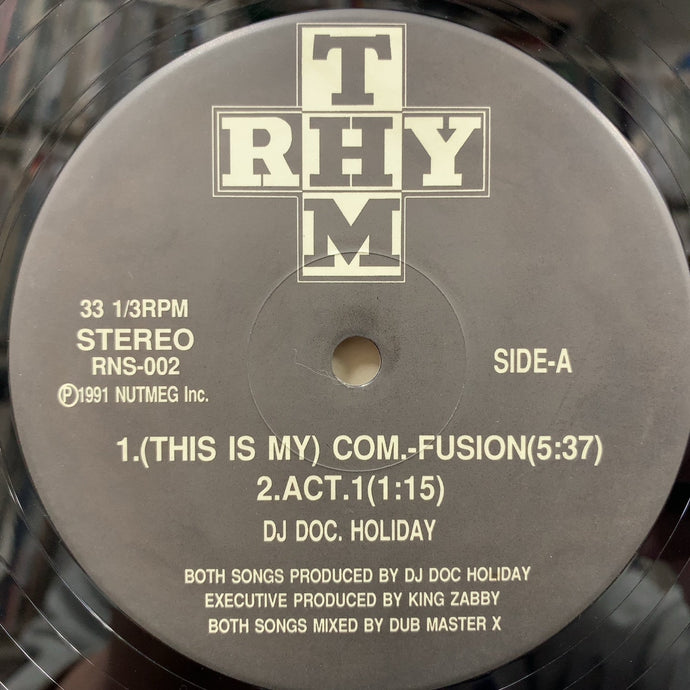 T
RHY
M
33 1/3RPM
STEREO
RNS-002
Ⓟ1991 NUTMEG Inc.
SIDE-A
1.(THIS IS MY) COM.-FUSION(5:37)
2.ACT.1(1:15)
DJ DOC. HOLIDAY
BOTH SONGS PRODUCED BY DJ DOC HOLIDAY
EXECUTIVE PRODUCED BY KING ZABBY
BOTH SONGS MIXED BY DUB MASTER X